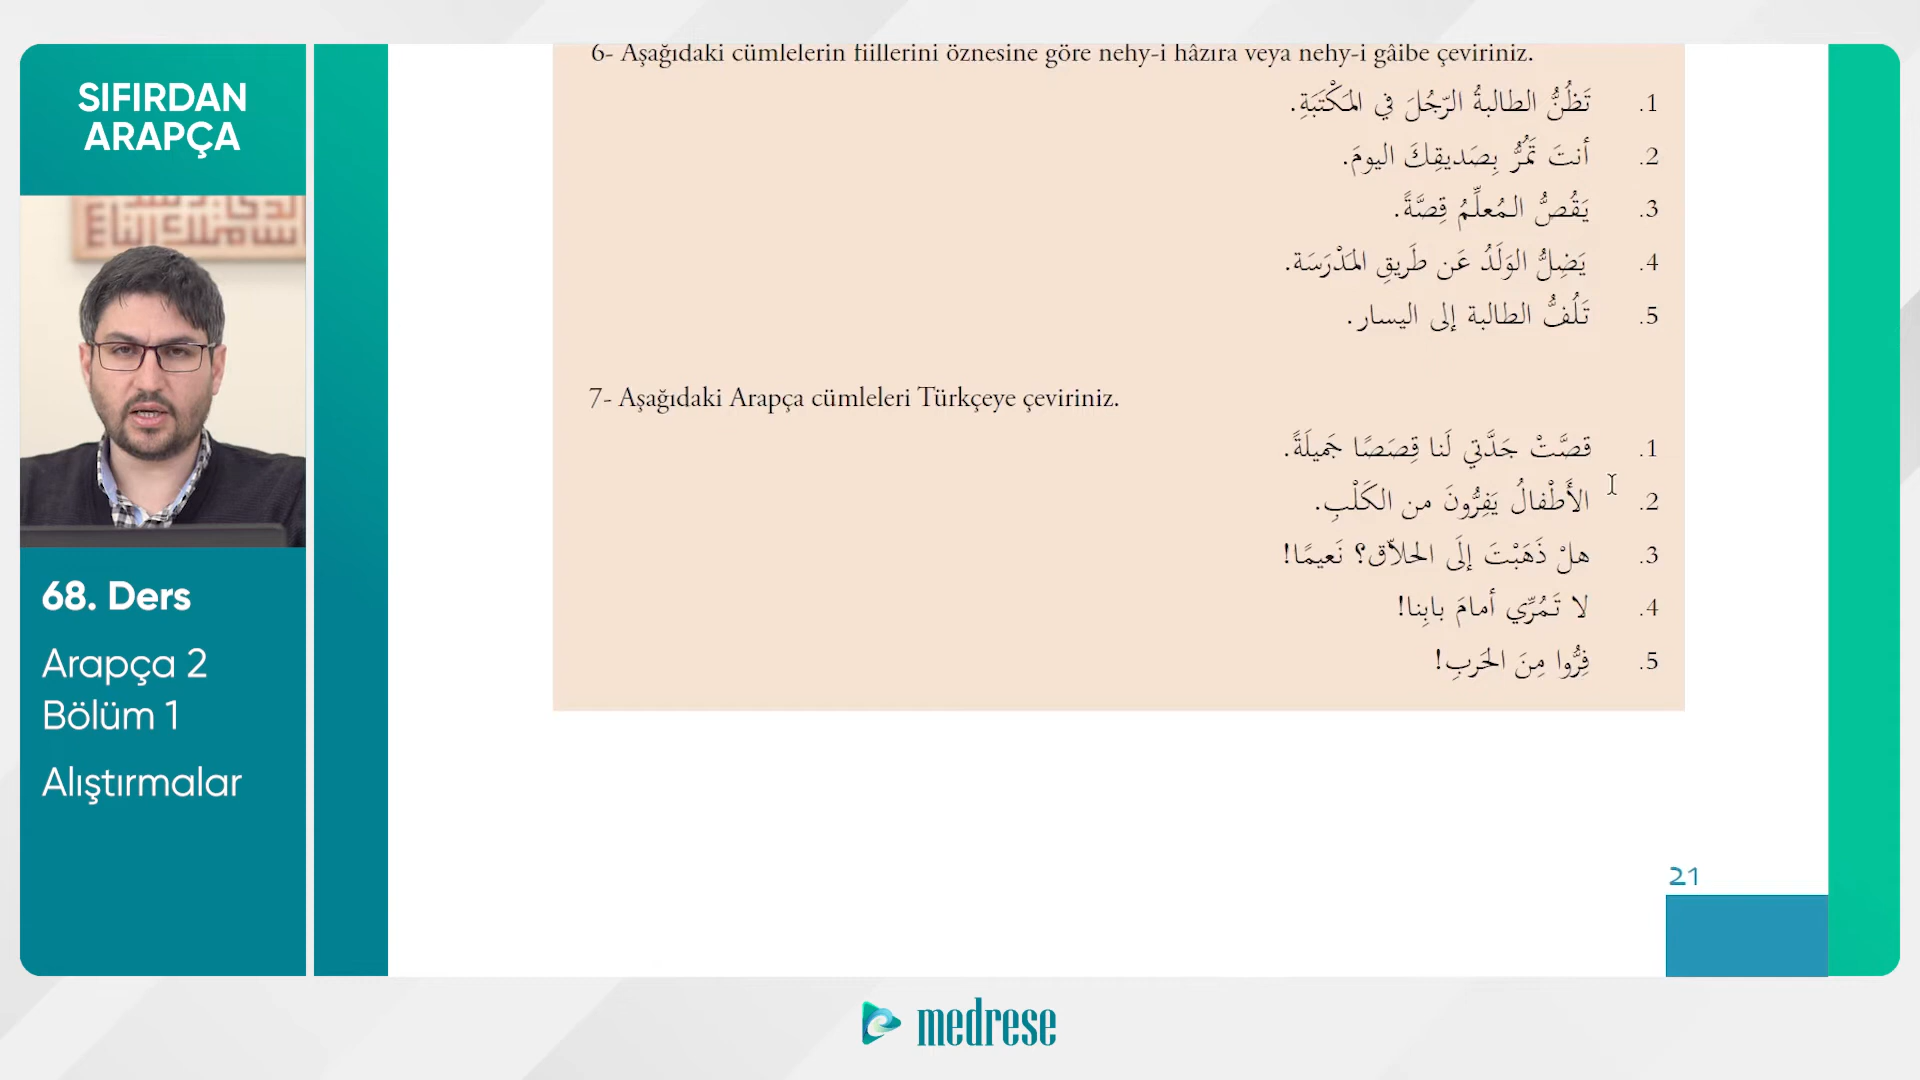 SIFIRDAN
ARAPÇA
68. Ders
Arapça 2
Bölüm 1
Alıştırmalar
6- Aşağıdaki cümlelerin fiillerini öznesine göre nehy-i hâzıra veya nehy-i gâibe çeviriniz.
1. تَظُنُّ الطالبةُ الرّجُلَ في المَكْتَبَةِ.
2. أنتَ تَمُرُّ بِصَديقِكَ اليومَ.
3. يَقُصُّ المُعلِّمُ قِصَّةً.
4. يَضِلُّ الوَلَدُ عَن طَريقِ المَدْرَسَة.
5. تَلُفُّ الطالبة إلى اليسار.
7- Aşağıdaki Arapça cümleleri Türkçeye çeviriniz.
1. قصَّتْ جَدَّتي لَنا قِصَصًا جَميلَةً.
2. الأَطْفالُ يَفِرُّونَ من الكَلْبِ.
3. هلْ ذَهَبْتَ إلَى الحلاّق؟ نَعيمًا!
4. لا تَمُرِّي أمامَ بابِنا!
5. فِرُّوا مِنَ الحَربِ!
21
medrese